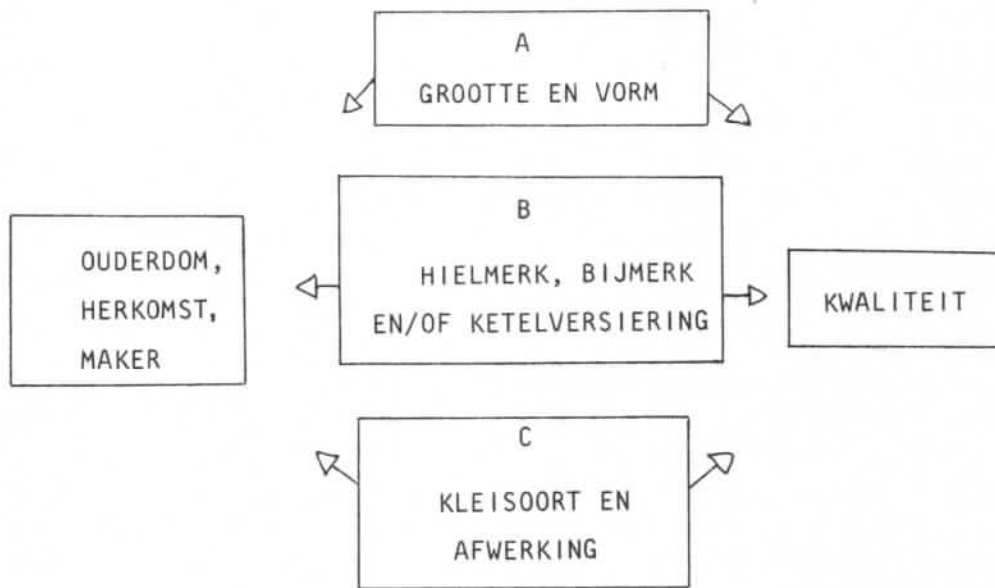 A
GROOTTE EN VORM
B
HIELMERK, BIJMERK
EN/OF KETELVERSIERING
OUDERDOM,
HERKOMST,
MAKER
KWALITEIT
C
KLEISOORT EN
AFWERKING